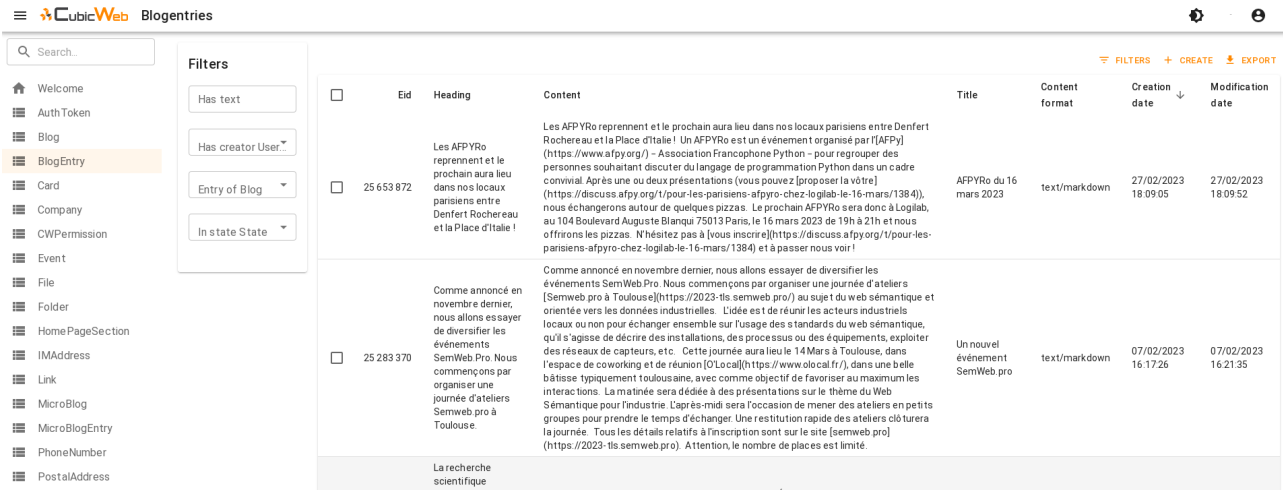 CubicWeb Blogentries
Search...
Welcome
AuthToken
Blog
BlogEntry
Card
Company
CWPermission
Event
File
Folder
HomePageSection
IMAddress
Link
MicroBlog
MicroBlogEntry
PhoneNumber
PostalAddress
Filters
Has text
Has creator User...
Entry of Blog
In state State
FILTERS CREATE EXPORT
Eid Heading Content Title Content format Creation date Modification date
25 653 872
Les AFPYRo
reprennent et le
prochain aura lieu
dans nos locaux
parisiens entre
Denfert Rochereau
et la Place d'Italie !
Les AFPYRo reprennent et le prochain aura lieu dans nos locaux parisiens entre Denfert
Rochereau et la Place d'Italie ! Un AFPYRo est un événement organisé par l'[AFPy]
(https://www.afpy.org/) – Association Francophone Python – pour regrouper des
personnes souhaitant discuter du langage de programmation Python dans un cadre
convivial. Après une ou deux présentations (vous pouvez [proposer la vôtre]
(https://discuss.afpy.org/t/pour-les-parisiens-afpyro-chez-logilab-le-16-mars/1384)),
nous échangerons autour de quelques pizzas. Le prochain AFPYRo sera donc à Logilab,
au 104 Boulevard Auguste Blanqui 75013 Paris, le 16 mars 2023 de 19h à 21h et nous
offrirons les pizzas. N'hésitez pas à [vous inscrire](https://discuss.afpy.org/t/pour-les-
parisiens-afpyro-chez-logilab-le-16-mars/1384) et à passer nous voir !
AFPYRo du 16
mars 2023
text/markdown
27/02/2023
18:09:05
27/02/2023
18:09:52
25 283 370
Comme annoncé en
novembre dernier,
nous allons essayer
de diversifier les
événements
SemWeb.Pro. Nous
commençons par
organiser une
journée d'ateliers
Semweb.pro à
Toulouse.
Comme annoncé en novembre dernier, nous allons essayer de diversifier les
événements SemWeb.Pro. Nous commençons par organiser une journée d'ateliers
[Semweb.pro à Toulouse](https://2023-tls.semweb.pro/) au sujet du web sémantique et
orientée vers les données industrielles. L'idée est de réunir les acteurs industriels
locaux ou non pour échanger ensemble sur l'usage des standards du web sémantique,
qu'il s'agisse de décrire des installations, des processus ou des équipements, exploiter
des réseaux de capteurs, etc. Cette journée aura lieu le 14 Mars à Toulouse, dans
l'espace de coworking et de réunion [O'Local](https://www.olocal.fr/), dans une belle
bâtisse typiquement toulousaine, avec comme objectif de favoriser au maximum les
interactions. La matinée sera dédiée à des présentations sur le thème du Web
Sémantique pour l'industrie. L'après-midi sera l'occasion de mener des ateliers en petits
groupes pour prendre le temps d'échanger. Une restitution rapide des ateliers clôturera
la journée. Tous les détails relatifs à l'inscription sont sur le site [semweb.pro]
(https://2023-tls.semweb.pro). Attention, le nombre de places est limité.
Un nouvel
événement
SemWeb.pro
text/markdown
07/02/2023
16:17:26
07/02/2023
16:21:35
La recherche
scientifique